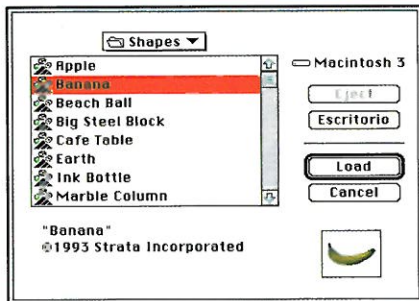 Shapes
Apple
Banana
Beach Ball
Big Steel Block
Cafe Table
Earth
Ink Bottle
Marble Column
Macintosh 3
Eject
Escritorio
Load
Cancel
"Banana"
©1993 Strata Incorporated